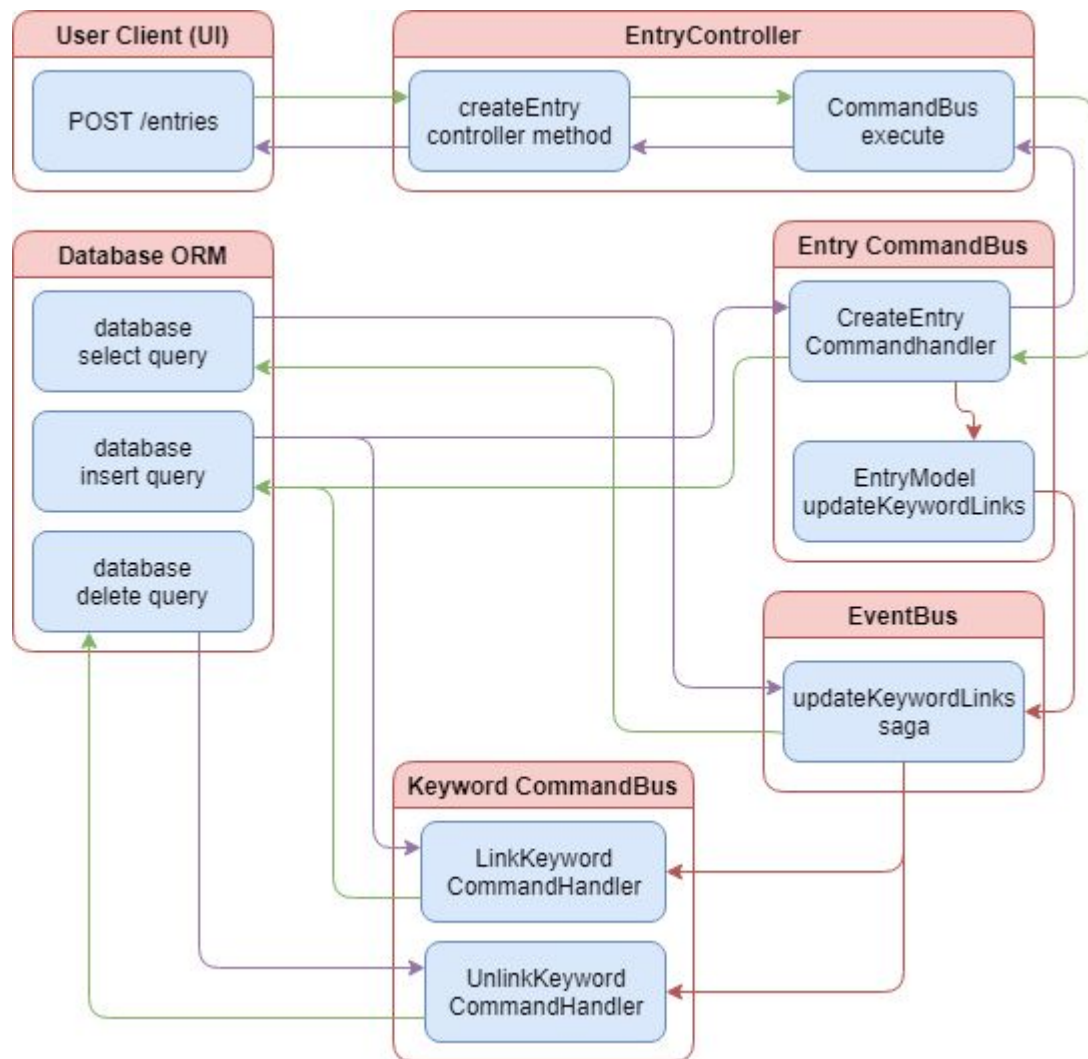 User Client (UI)
POST /entries
EntryController
createEntry
controller method
CommandBus
execute
Database ORM
database
select query
database
insert query
database
delete query
Entry CommandBus
CreateEntry
Commandhandler
EntryModel
updateKeywordLinks
EventBus
updateKeywordLinks
saga
Keyword CommandBus
LinkKeyword
CommandHandler
UnlinkKeyword
CommandHandler